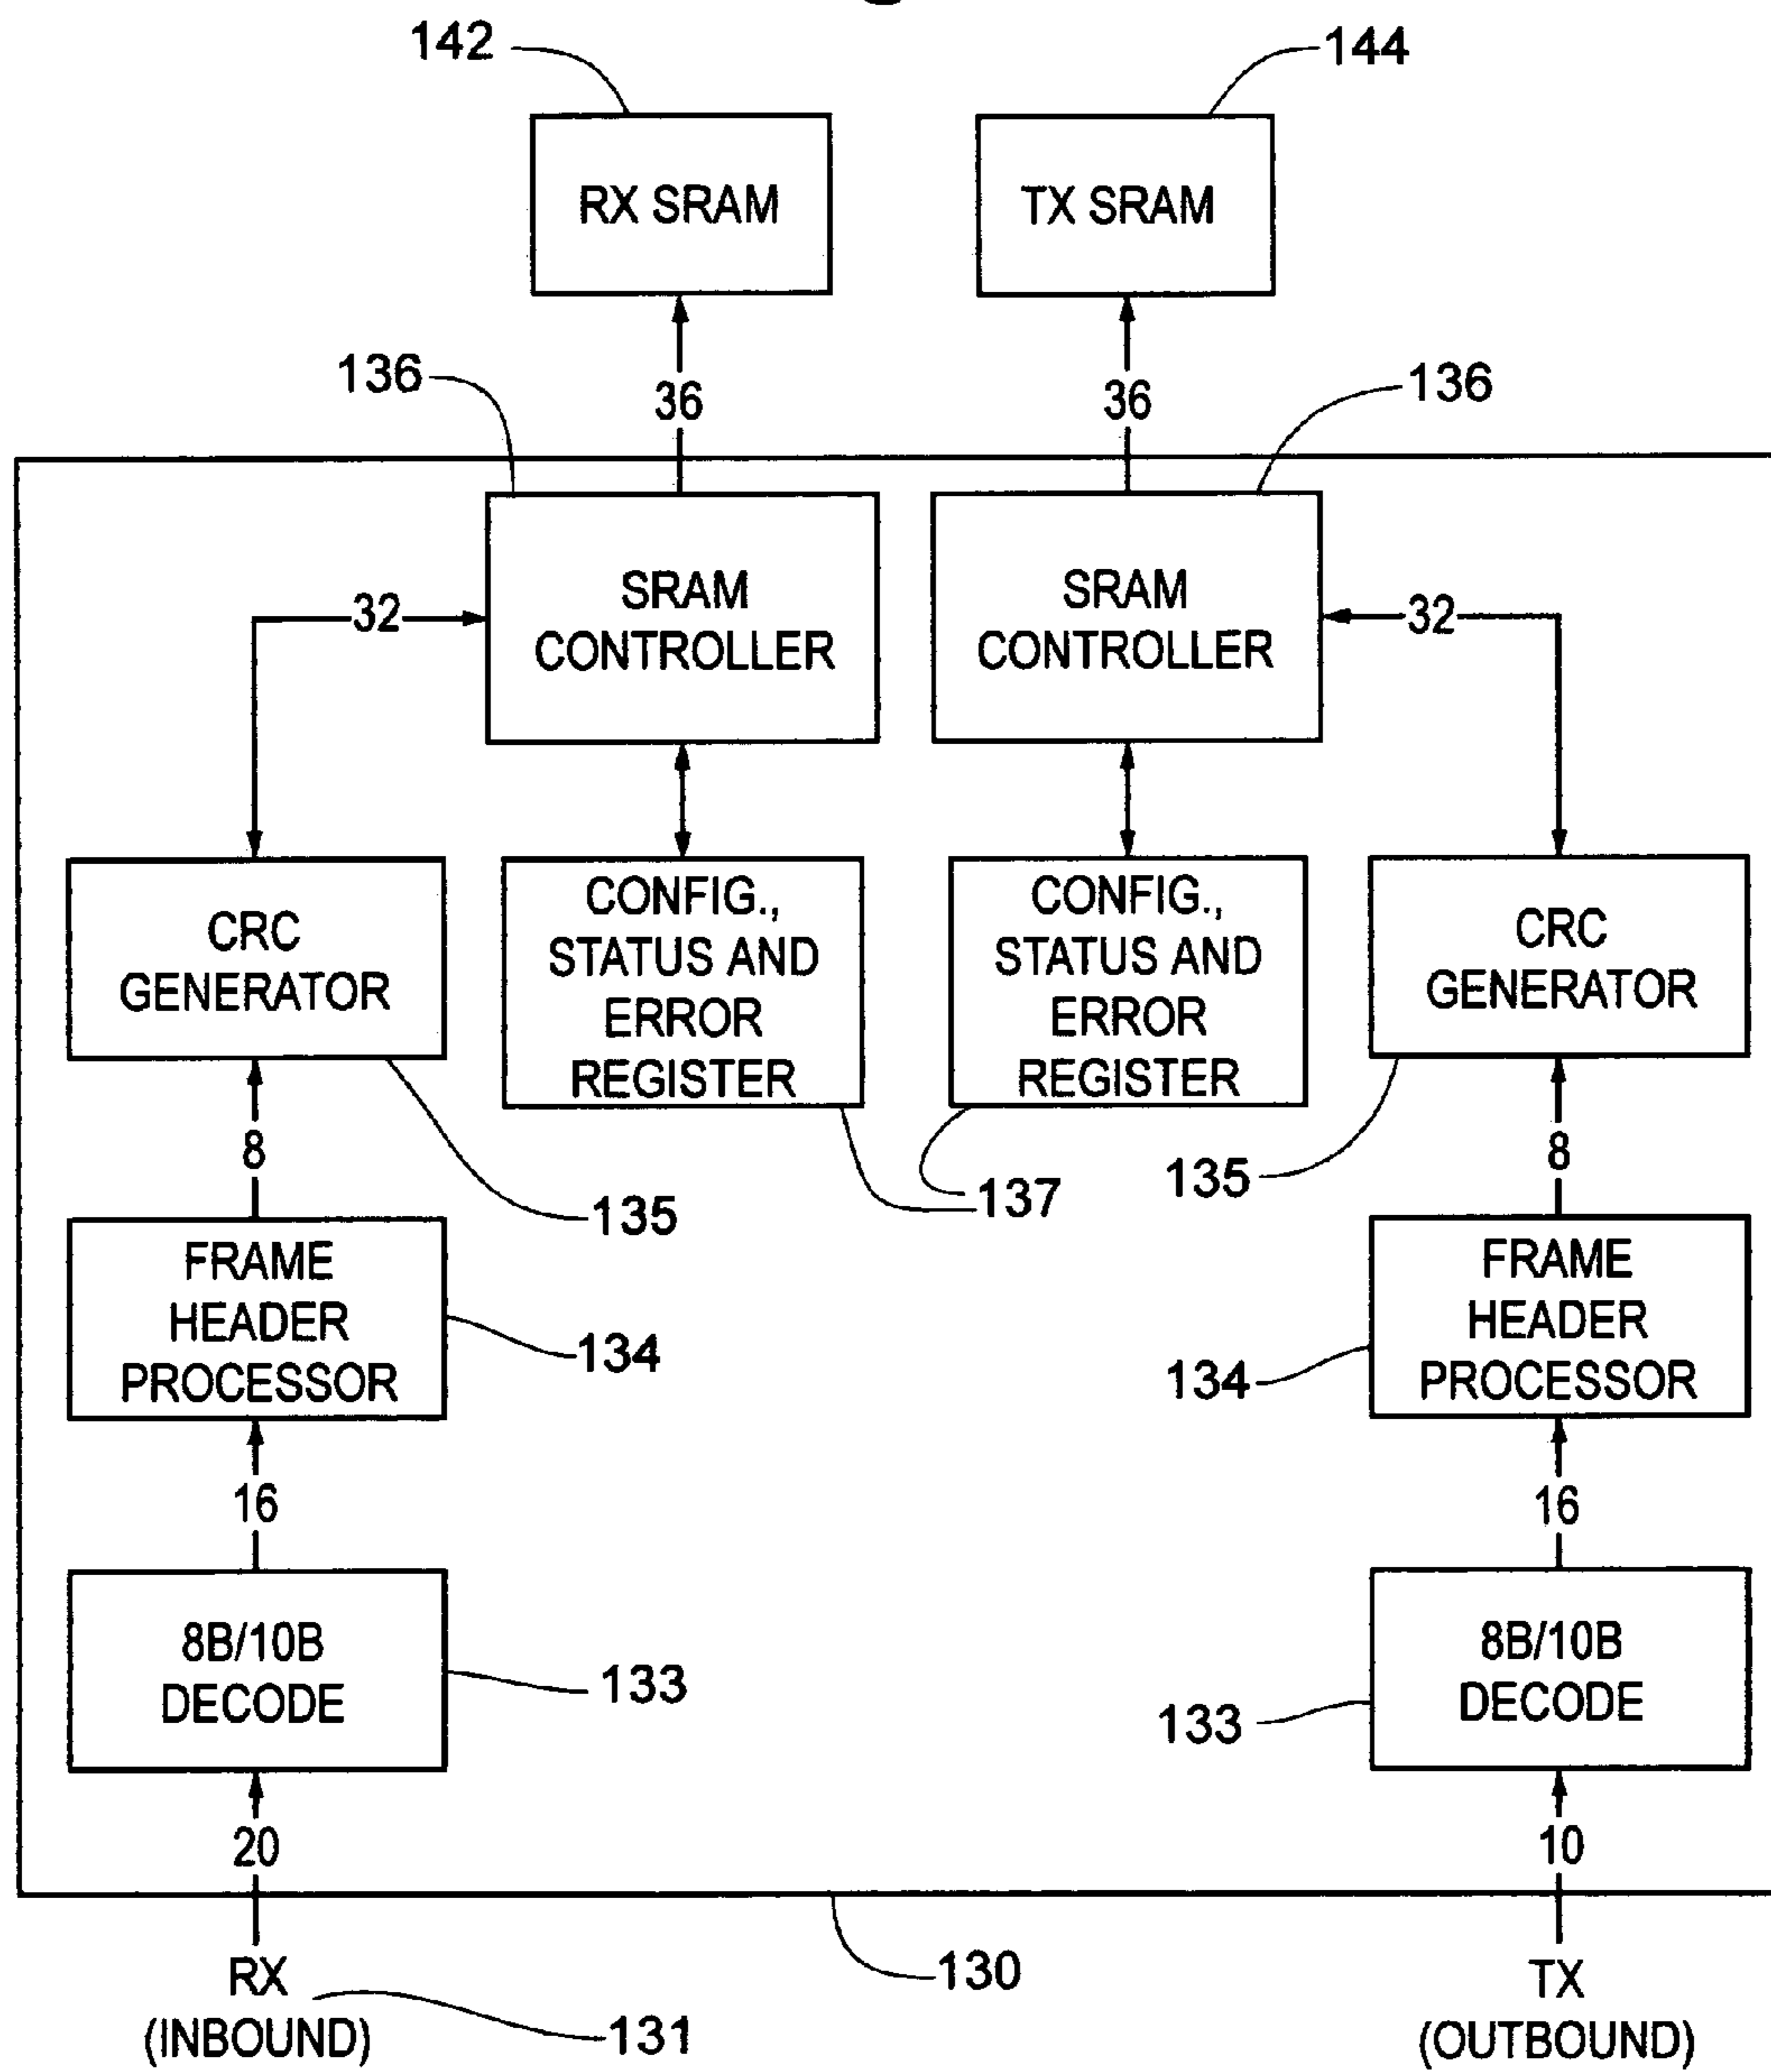 142
144
RX SRAM
TX SRAM
136
36
36
136
SRAM
CONTROLLER
SRAM
CONTROLLER
32
32
CRC
GENERATOR
CONFIG.,
STATUS AND
ERROR
REGISTER
CONFIG.,
STATUS AND
ERROR
REGISTER
CRC
GENERATOR
8
135
137
135
8
FRAME
HEADER
PROCESSOR
134
134
FRAME
HEADER
PROCESSOR
16
16
8B/10B
DECODE
133
133
8B/10B
DECODE
20
10
RX
(INBOUND)
131
130
TX
(OUTBOUND)